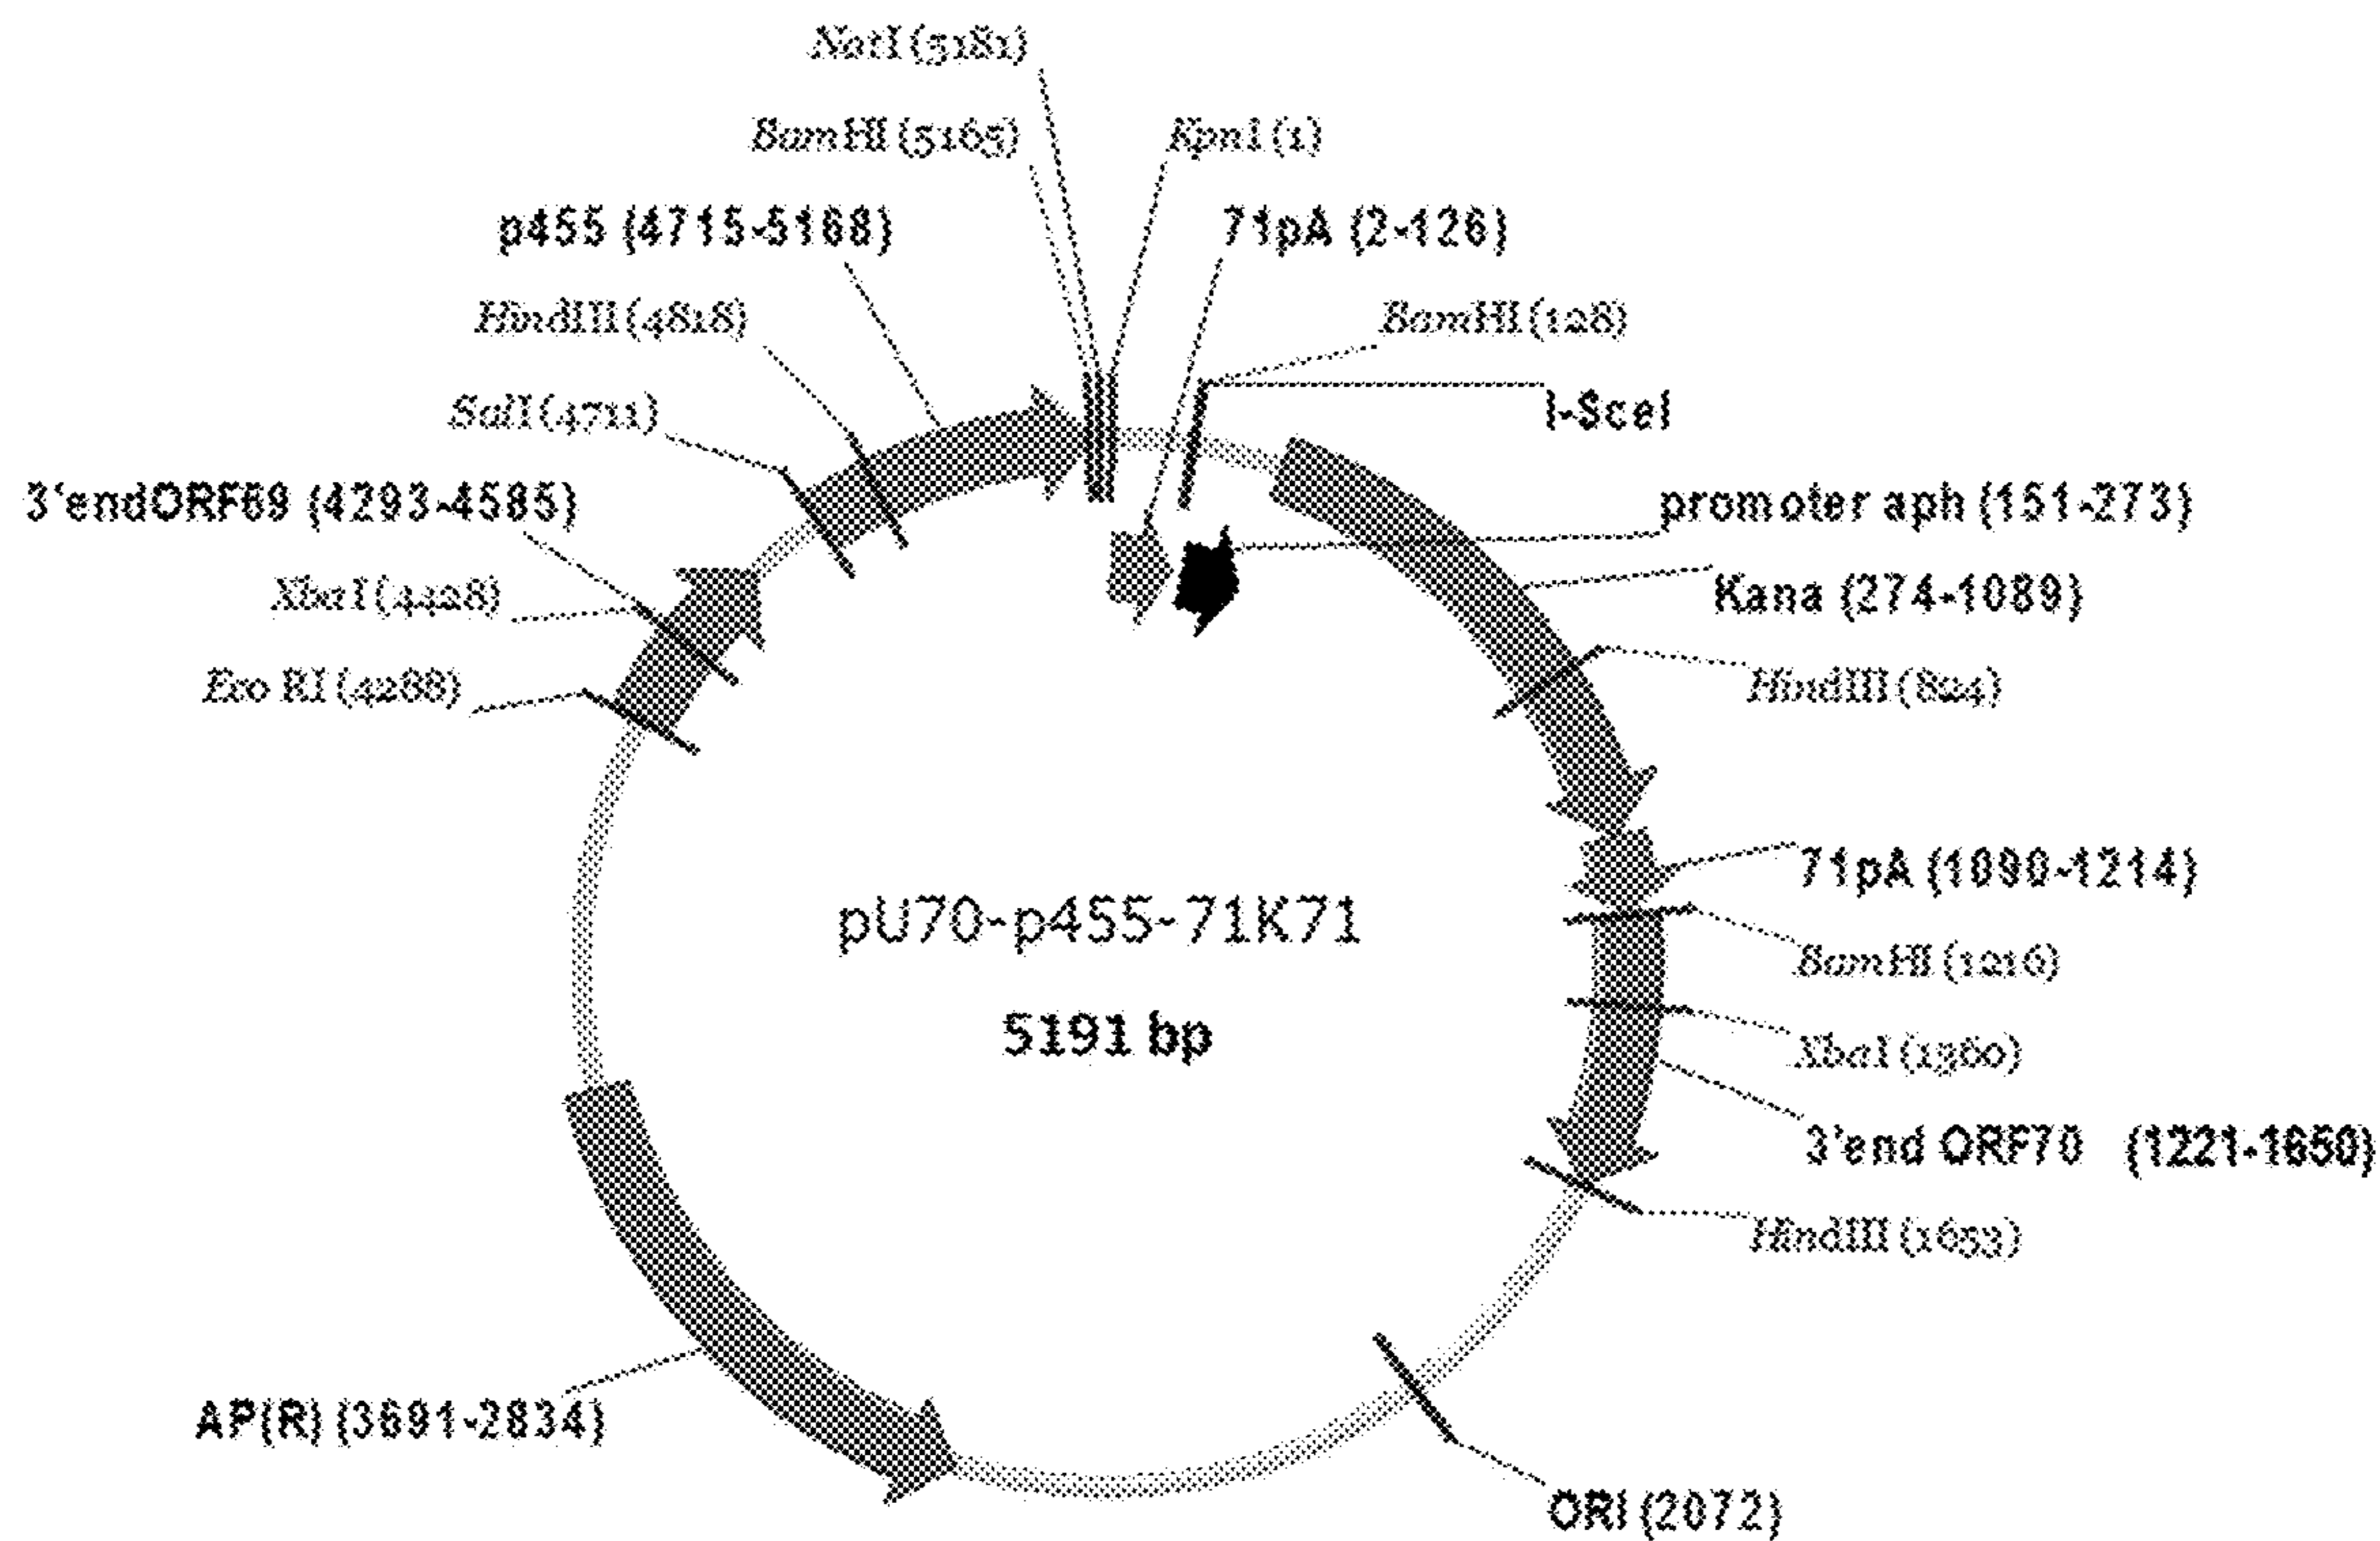 NotI (5181)
BamHI (5165)
KpnI (1)
p455 (4715-5168)
71pA (2-126)
HindIII (4818)
BamHI (128)
SalI (4711)
I-SceI
3'endORF69 (4293-4585)
promoter aph (151-273)
XbaI (4428)
Kana (274-1089)
Eco RI (4288)
HindIII (824)
71pA (1090-1214)
pU70-p455-71K71
BamHI (1216)
5191 bp
XbaI (1360)
3'end ORF70 (1221-1650)
HindIII (1653)
AP(R) (3691-2834)
ORI (2072)